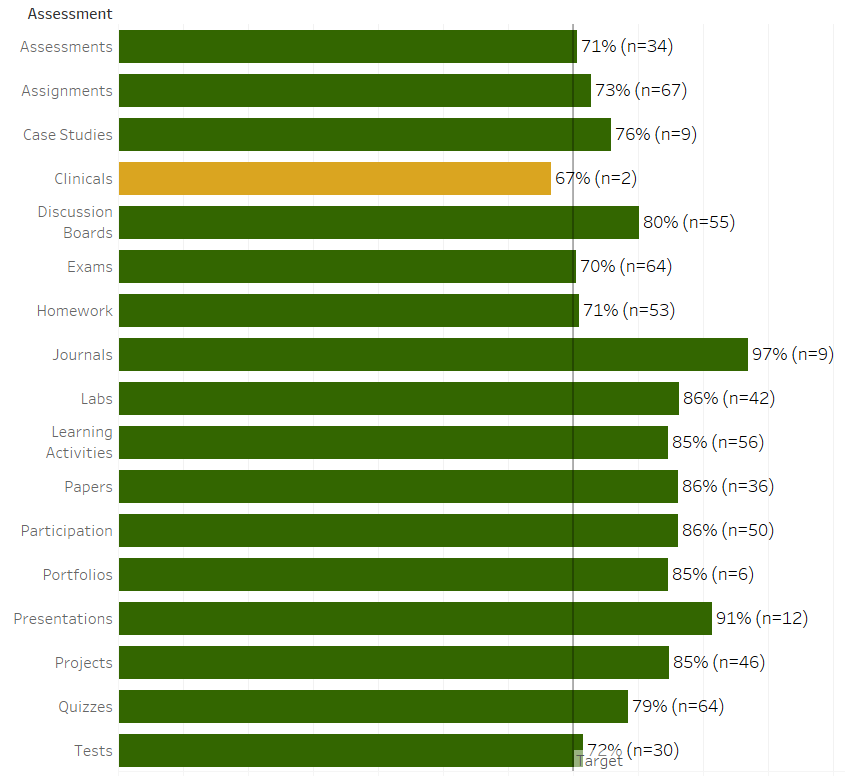 Assessment
Assessments 71% (n=34)
Assignments 73% (n=67)
Case Studies 76% (n=9)
Clinicals 67% (n=2)
Discussion
Boards 80% (n=55)
Exams 70% (n=64)
Homework 71% (n=53)
Journals 97% (n=9)
Labs 86% (n=42)
Learning
Activities 85% (n=56)
Papers 86% (n=36)
Participation 86% (n=50)
Portfolios 85% (n=6)
Presentations 91% (n=12)
Projects 85% (n=46)
Quizzes 79% (n=64)
Tests 72% (n=30)
Target